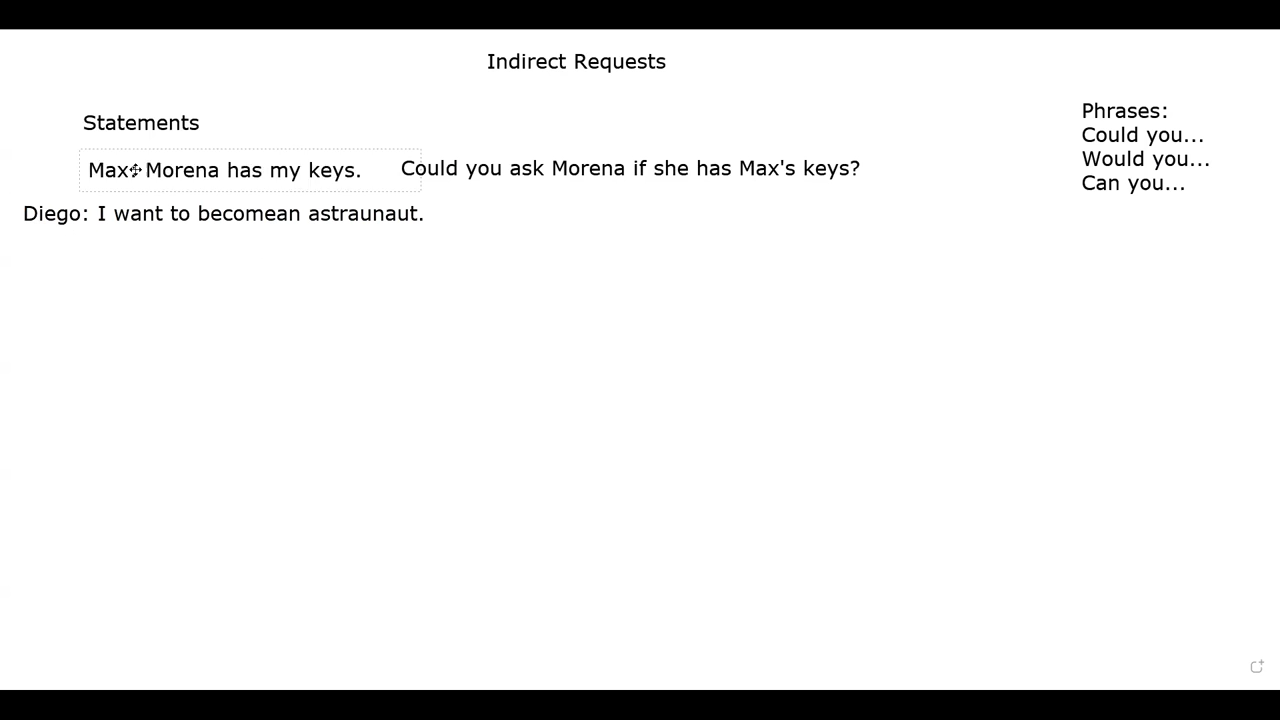 Indirect Requests
Statements
Max: Morena has my keys.
Could you ask Morena if she has Max's keys?
Diego: I want to becomean astraunaut.
Phrases:
Could you...
Would you...
Can you...